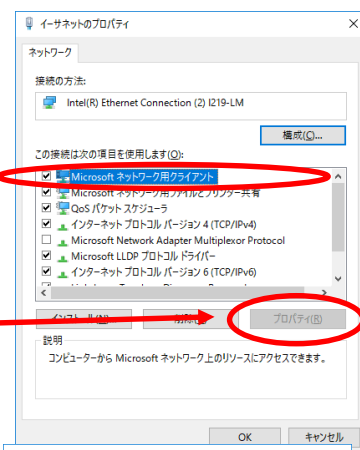 イーサネットのプロパティ
ネットワーク
接続の方法:
Intel(R) Ethernet Connection (2) I219-LM
構成(C)...
この接続は次の項目を使用します(O):
Microsoft ネットワーク用クライアント
Microsoft ネットワーク用ファイルとプリンター共有
QoS パケット スケジューラ
インターネット プロトコル バージョン 4 (TCP/IPv4)
Microsoft Network Adapter Multiplexor Protocol
Microsoft LLDP プロトコル ドライバー
インターネット プロトコル バージョン 6 (TCP/IPv6)
プロパティ(R)
説明
コンピューターから Microsoft ネットワーク上のリソースにアクセスできます。
OK キャンセル